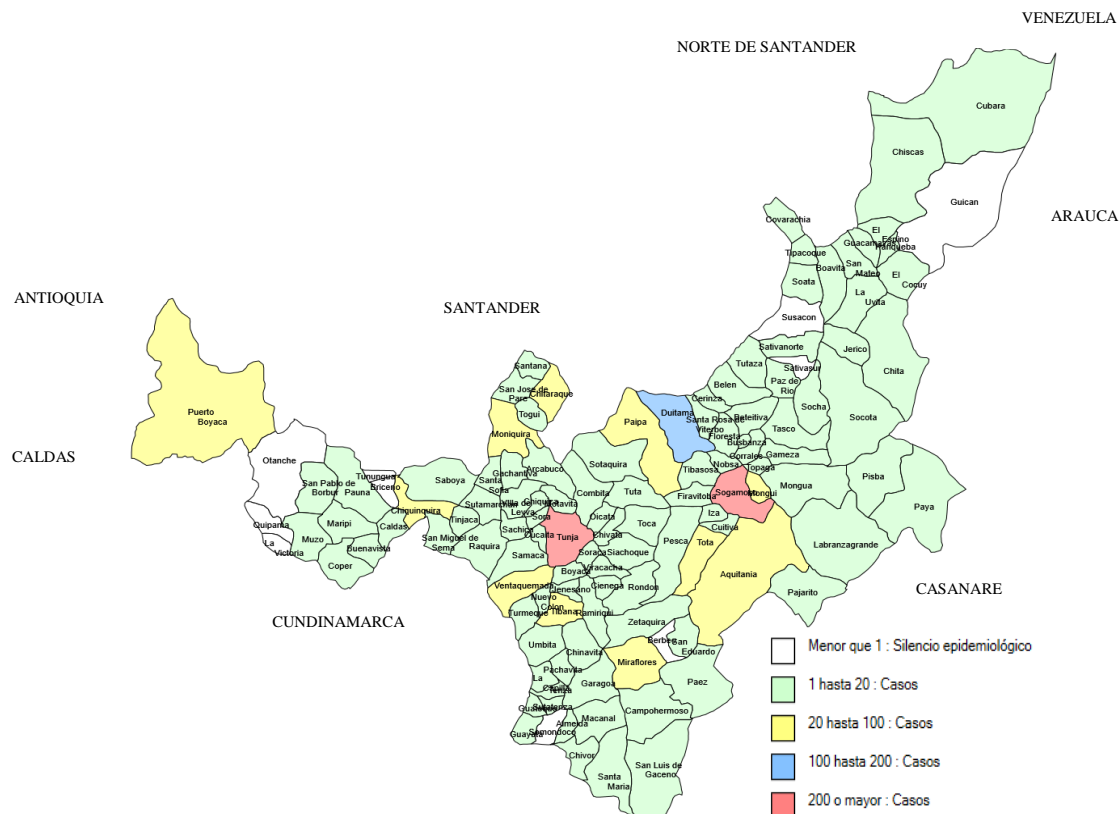 VENEZUELA
NORTE DE SANTANDER
Cubara
Chiscas
Guican
ARAUCA
Covarachia
El
Guacamayas
Espino
Panqueba
Tipacoque
Boavita
San
Mateo
El
Cocuy
Soata
La
Uvita
ANTIOQUIA
SANTANDER
Susacon
Sativanorte
Jerico
Chita
Tutaza
Sativasur
Santana
Belen
Paz de
Rio
San Jose de
Pare
Chitaraque
Cerinza
Socha
Socota
Puerto
Boyaca
Togui
Paipa
Duitama
Santa Rosa de
Viterbo
Beteitiva
Tasco
Moniquira
Floresta
Busbanza
CALDAS
Otanche
Corrales
Gameza
Arcabuco
Sotaquira
Tibasosa
Nobsa
Topaga
Tunungua
Briceno
Saboya
Santa
Sofia
Gachantiva
Mongua
Pisba
San Pablo de
Borbur
Pauna
Combita
Tuta
Firavitoba
Sogamoso
Mongui
Chiquinquira
Sutamarchan
Villa de
Leyva
Chiquiza
Motavita
Paya
Quipama
Maripi
Caldas
Tinjaca
Sora
Oicata
Iza
Muzo
Sachica
Cucaita
Tunja
Chivata
Toca
Cuitiva
La
Victoria
Buenavista
San Miguel de
Sema
Raquira
Samaca
Soraca
Siachoque
Pesca
Tota
Labranzagrande
Coper
Boyaca
Viracacha
Aquitania
Ventaquemada
Jenesano
Cienega
Rondon
Pajarito
CASANARE
Nuevo
Colon
Tibana
Ramiriqui
Turmeque
CUNDINAMARCA
Zetaquira
Umbita
Chinavita
Berbeo
San
Eduardo
Menor que 1 : Silencio epidemiológico
Miraflores
Pachavita
La
Capilla
Tenza
Garagoa
Paez
1 hasta 20 : Casos
Guateque
Sutatenza
Macanal
Campohermoso
Almeida
Somondoco
Guayata
20 hasta 100 : Casos
Chivor
San Luis de
Gaceno
100 hasta 200 : Casos
Santa
Maria
200 o mayor : Casos